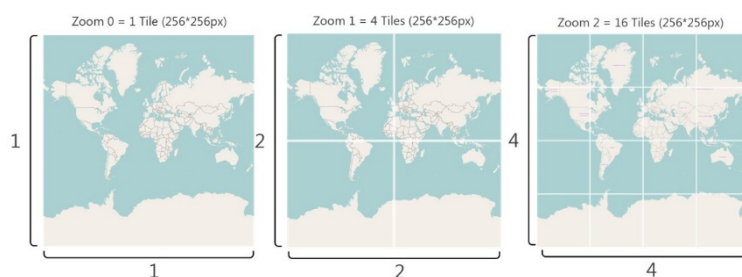 Zoom 0 = 1 Tile (256*256px)
Zoom 1 = 4 Tiles (256*256px)
Zoom 2 = 16 Tiles (256*256px)
1
2
4
1
2
4